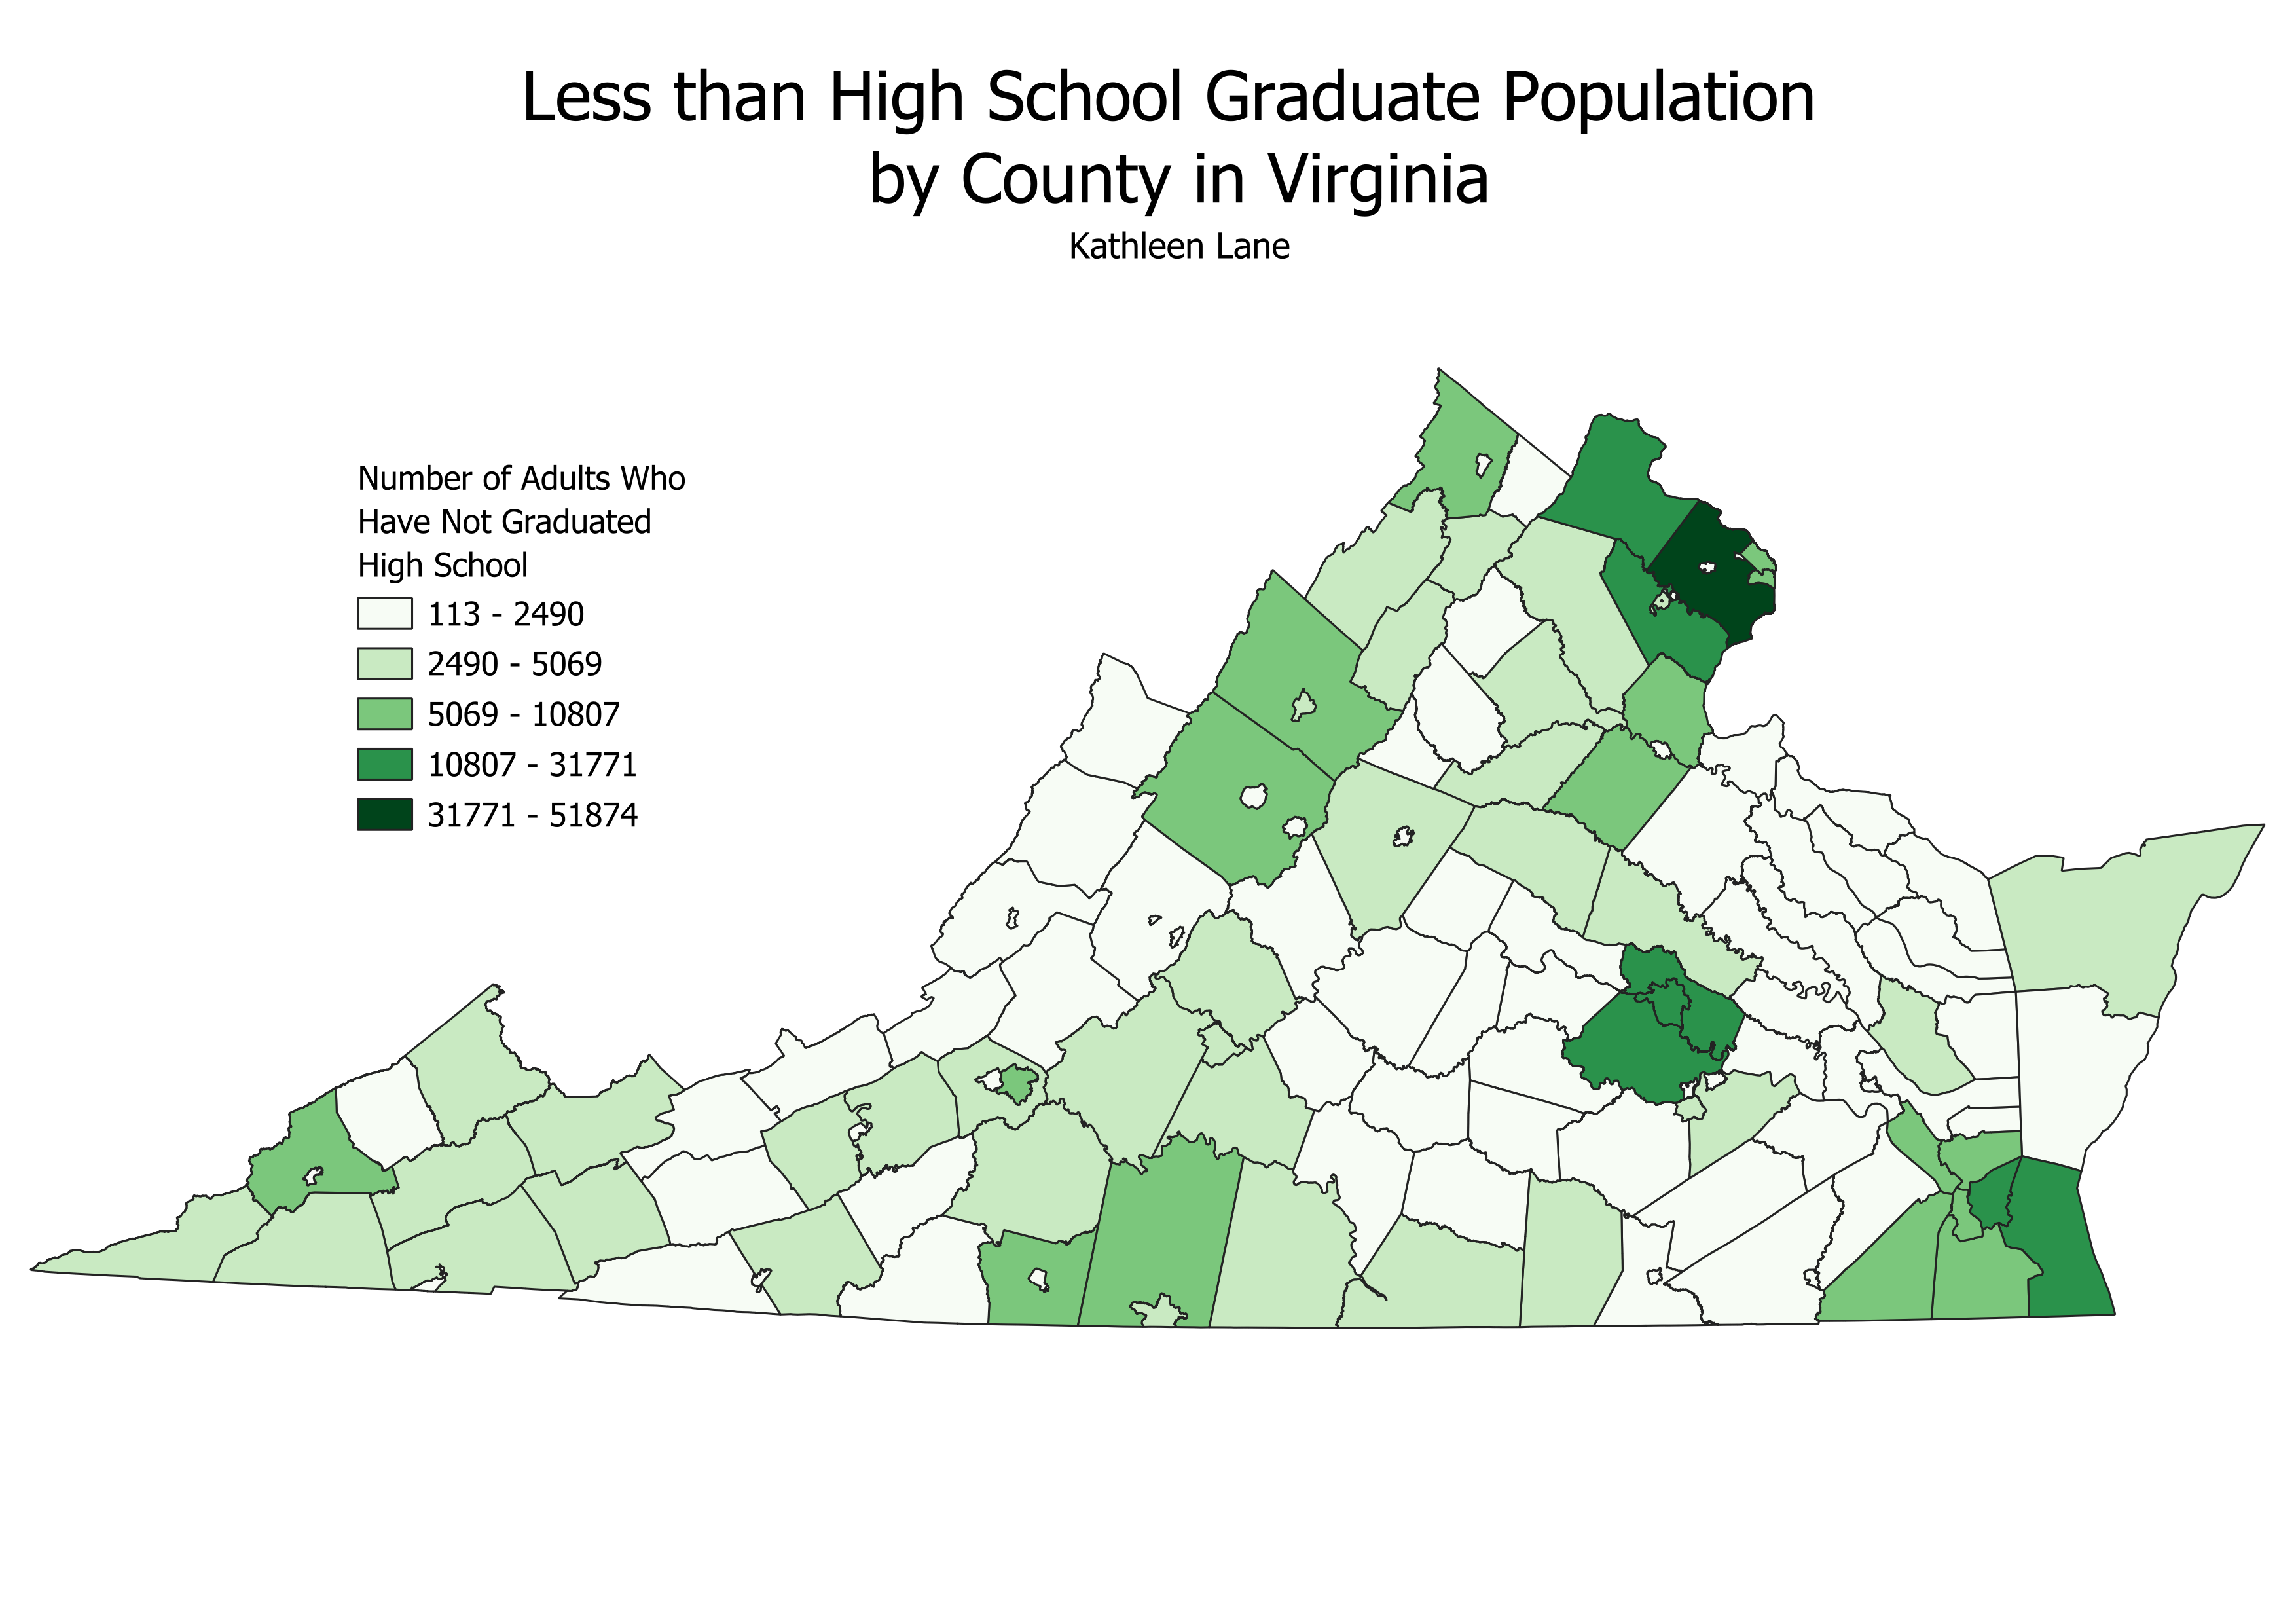 Less than High School Graduate Population
by County in Virginia
Kathleen Lane
Number of Adults Who
Have Not Graduated
High School
113 - 2490
2490 - 5069
5069 - 10807
10807 - 31771
31771 - 51874